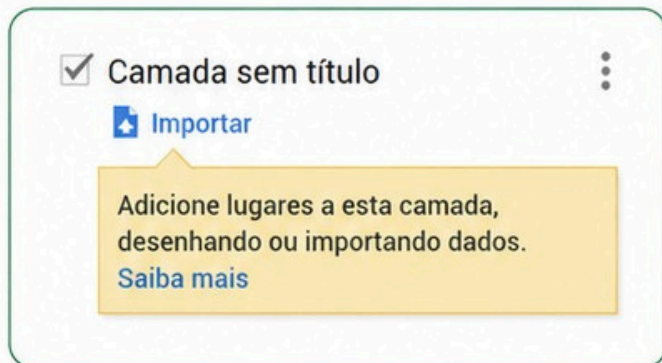 Camada sem título
Importar
Adicione lugares a esta camada,
desenhando ou importando dados.
Saiba mais